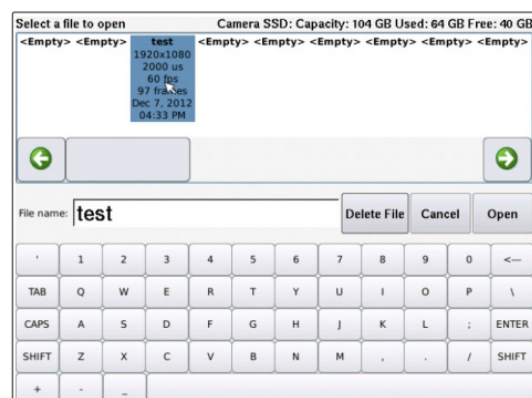 Select a file to open Camera SSD: Capacity: 104 GB Used: 64 GB Free: 40 GB
<Empty> <Empty> test <Empty> <Empty> <Empty> <Empty> <Empty> <Empty>
1920x1080
2000 us
60 fps
97 frames
Dec 7, 2012
04:33 PM
File name: test Delete File Cancel Open
' 1 2 3 4 5 6 7 8 9 0 <---
TAB Q W E R T Y U I O P \
CAPS A S D F G H J K L ; ENTER
SHIFT Z X C V B N M , . / SHIFT
+ - _